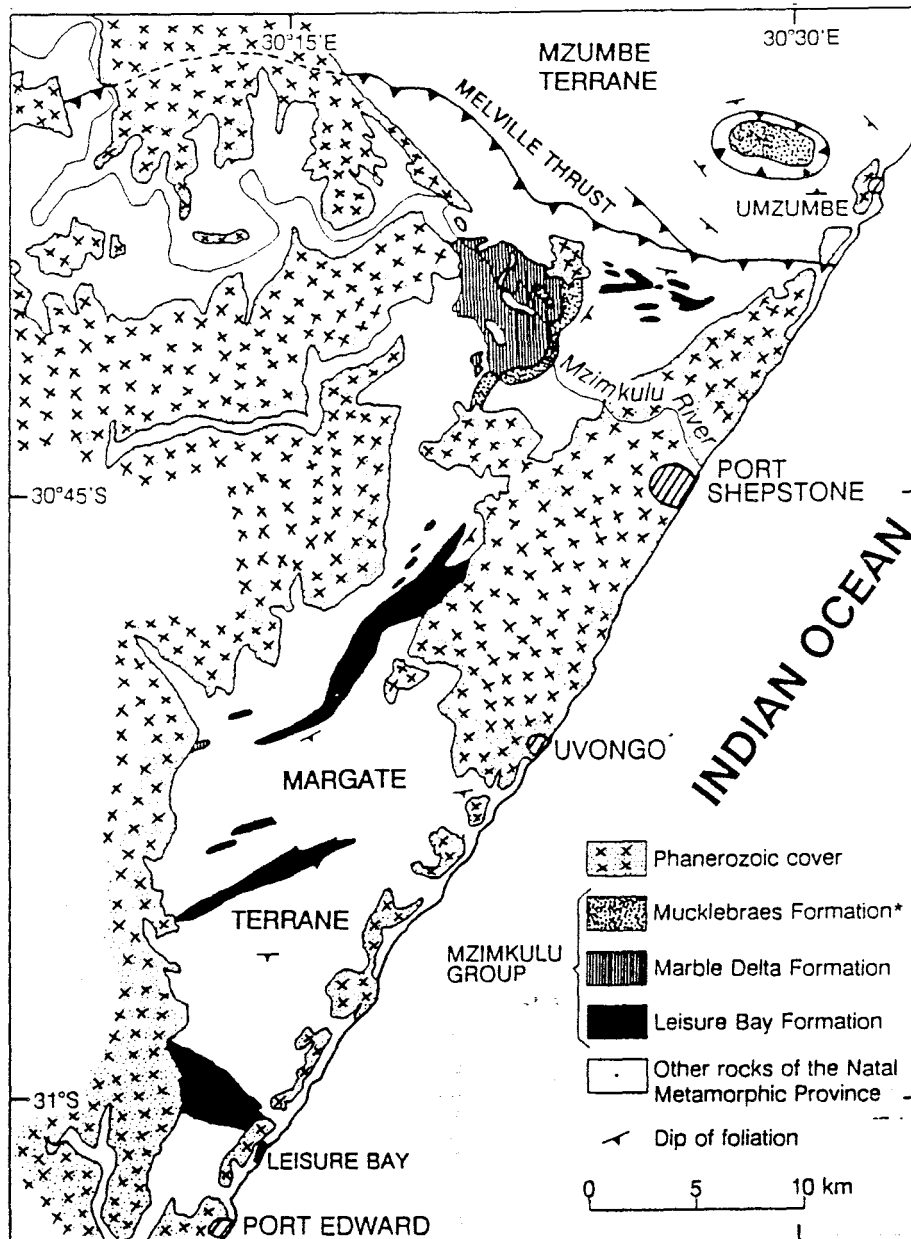 30°15'E
30°30'E
MZUMBE
TERRANE
MELVILLE THRUST
UMZUMBE
Mzimkulu River
PORT
SHEPSTONE
30°45'S
INDIAN OCEAN
UVONGO
MARGATE
TERRANE
Phanerozoic cover
Mucklebraes Formation*
MZIMKULU
GROUP
Marble Delta Formation
Leisure Bay Formation
Other rocks of the Natal
Metamorphic Province
31°S
Dip of foliation
LEISURE BAY
0 5 10 km
PORT EDWARD